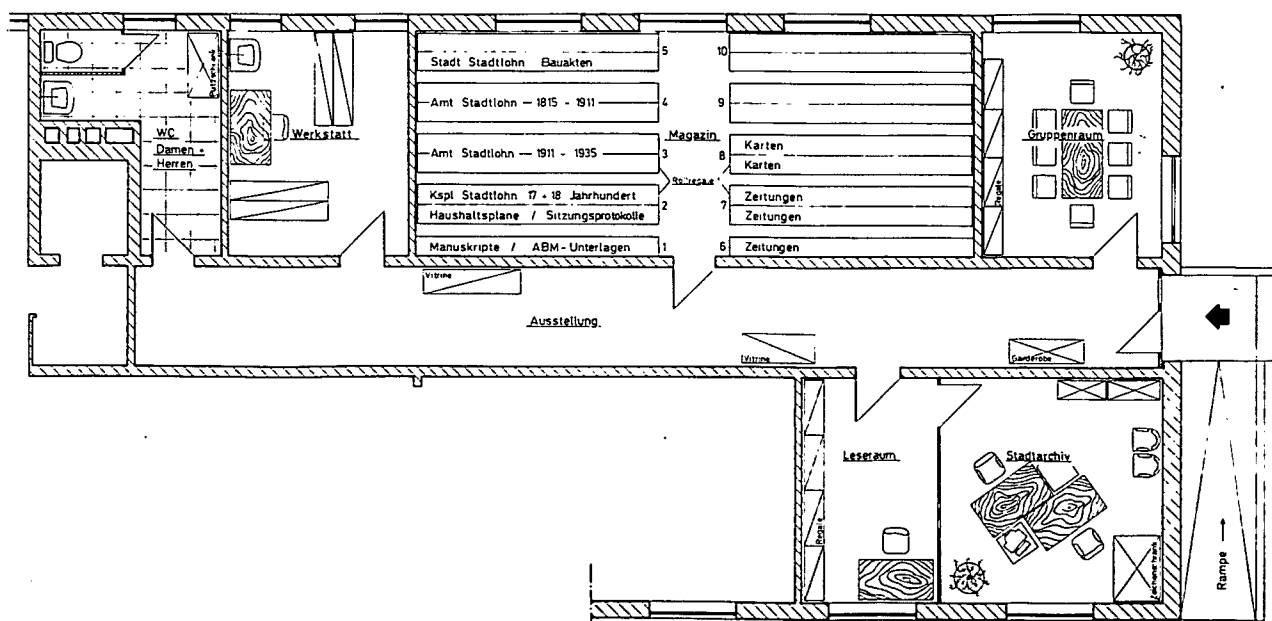 Stadt Stadtlohn Bauakten
5
10
Putzschrank
Amt Stadtlohn — 1815 - 1911
4
9
WC
Damen +
Herren
Werkstatt
Magazin
Gruppenraum
Amt Stadtlohn — 1911 - 1935
3
8
Karten
Karten
Rollregale
Regale
Kspl Stadtlohn 17 + 18 Jahrhundert
Haushaltsplane / Sitzungsprotokolle
2
7
Zeitungen
Zeitungen
Manuskripte / ABM-Unterlagen
1
6
Zeitungen
Vitrine
Ausstellung
Vitrine
Garderobe
Leseraum
Stadtarchiv
Regale
Zeichenschrank
Rampe →